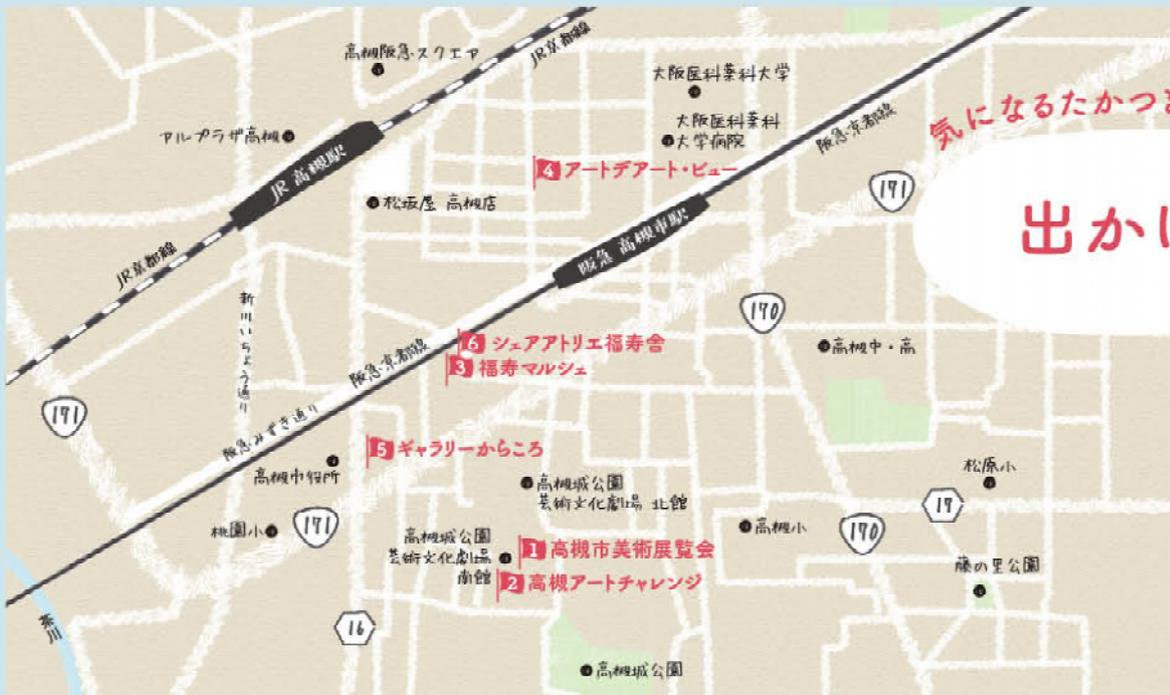 高槻阪急スクエア
JR京都線
大阪医科薬科大学
アルプラザ高槻
大阪医科薬科
大学病院
阪急京都線
気になるたかつき
JR 高槻駅
4 アートデアート・ビュー
171
松坂屋 高槻店
出かけ
阪急 高槻市駅
JR京都線
新川いちょう通り
170
6 シェアアトリエ福寿舎
高槻中・高
3 福寿マルシェ
阪急京都線
171
阪急みずき通り
5 ギャラリーからころ
高槻市役所
松原小
高槻城公園
芸術文化劇場 北館
17
桃園小
171
高槻小
170
高槻城公園
芸術文化劇場
南館
1 高槻市美術展覧会
2 高槻アートチャレンジ
藤の里公園
16
高槻城公園